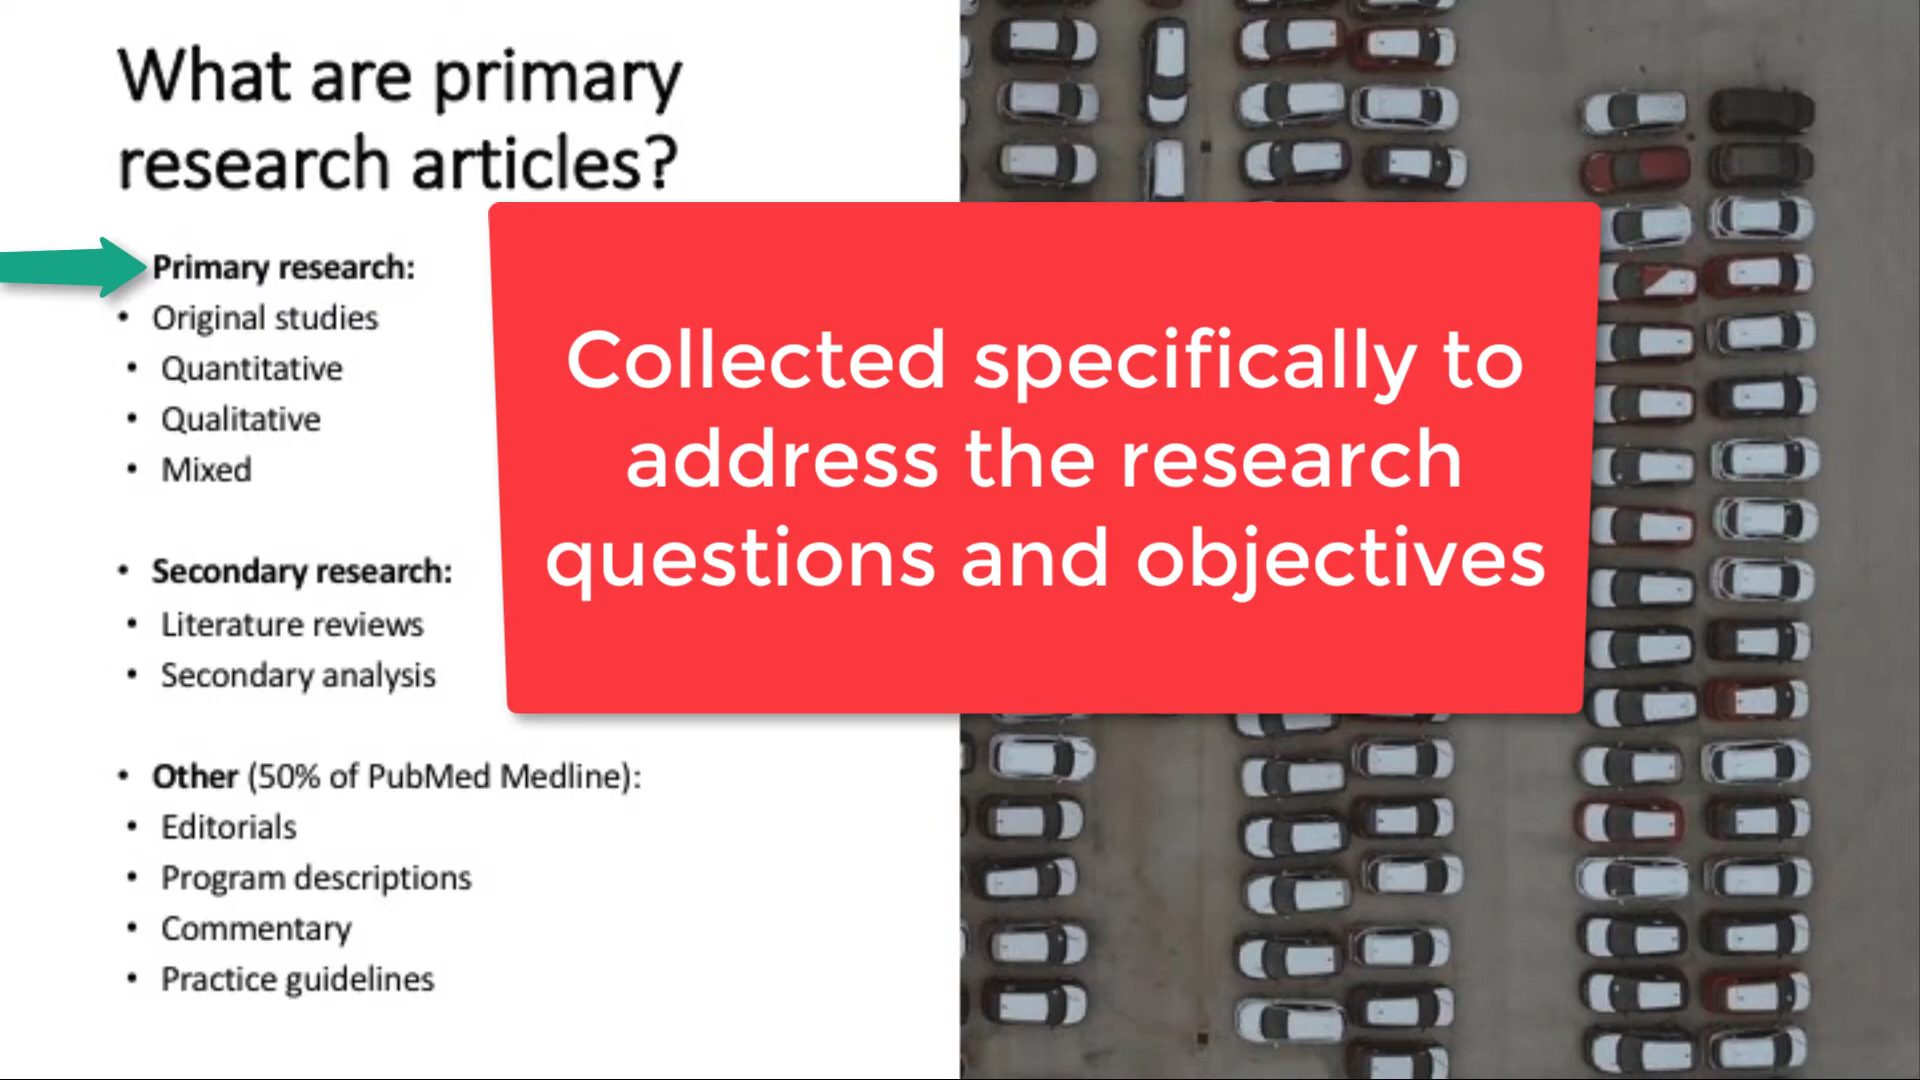 What are primary
research articles?
Primary research:
• Original studies
• Quantitative
• Qualitative
• Mixed
• Secondary research:
• Literature reviews
• Secondary analysis
• Other (50% of PubMed Medline):
• Editorials
• Program descriptions
• Commentary
• Practice guidelines
Collected specifically to
address the research
questions and objectives